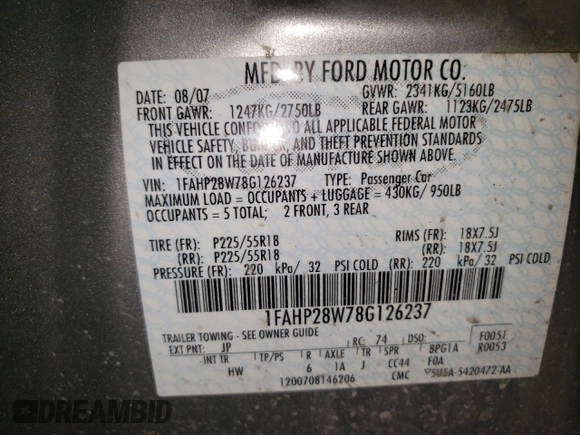 MFD. BY FORD MOTOR CO.
DATE: 08/07 GVWR: 2341KG/5160LB
FRONT GAWR: 1247KG/2750LB REAR GAWR: 1123KG/2475LB
THIS VEHICLE CONFORMS TO ALL APPLICABLE FEDERAL MOTOR
VEHICLE SAFETY, BUMPER, AND THEFT PREVENTION STANDARDS
IN EFFECT ON THE DATE OF MANUFACTURE SHOWN ABOVE.
VIN: 1FAHP28W78G126237 TYPE: Passenger Car
MAXIMUM LOAD = OCCUPANTS + LUGGAGE = 430KG/ 950LB
OCCUPANTS = 5 TOTAL: 2 FRONT, 3 REAR
TIRE (FR): P225/55R18 RIMS (FR): 18X7.5J
(RR): P225/55R18 (RR): 18X7.5J
PRESSURE (FR): 220 kPa/ 32 PSI COLD (RR): 220 kPa/ 32 PSI COLD
1FAHP28W78G126237
TRAILER TOWING - SEE OWNER GUIDE
EXT PNT: JP RC: 74 DSO: F0051
R0053
INT TR TP/PS R AXLE TR SPR 8PG1A
HW 6 1A J CC44 F0A
1200708146206 CMC 5U5A-5420472-AA
DREAMBID